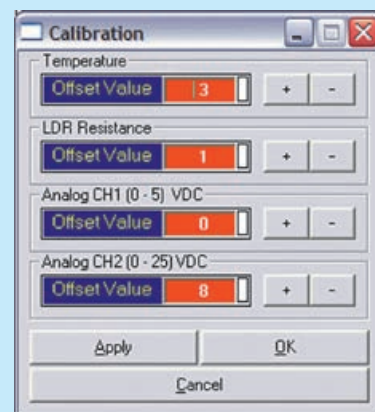 Calibration
Temperature
Offset Value 3 + -
LDR Resistance
Offset Value 1 + -
Analog CH1 (0 - 5) VDC
Offset Value 0 + -
Analog CH2 (0 - 25) VDC
Offset Value 8 + -
Apply OK
Cancel